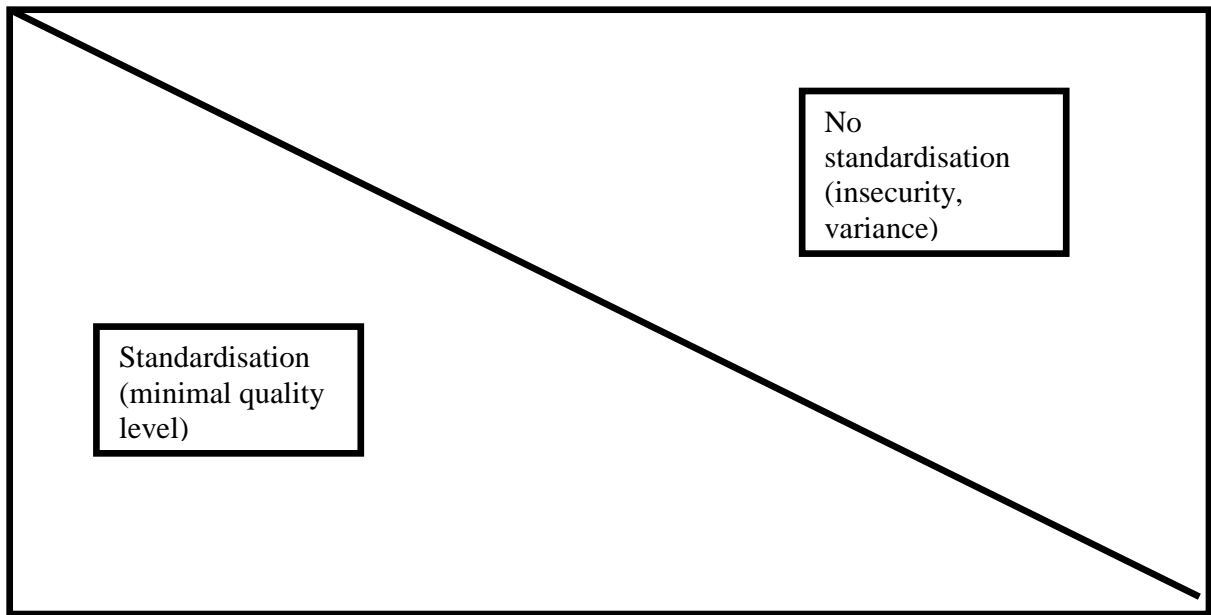 No
standardisation
(insecurity,
variance)
Standardisation
(minimal quality
level)